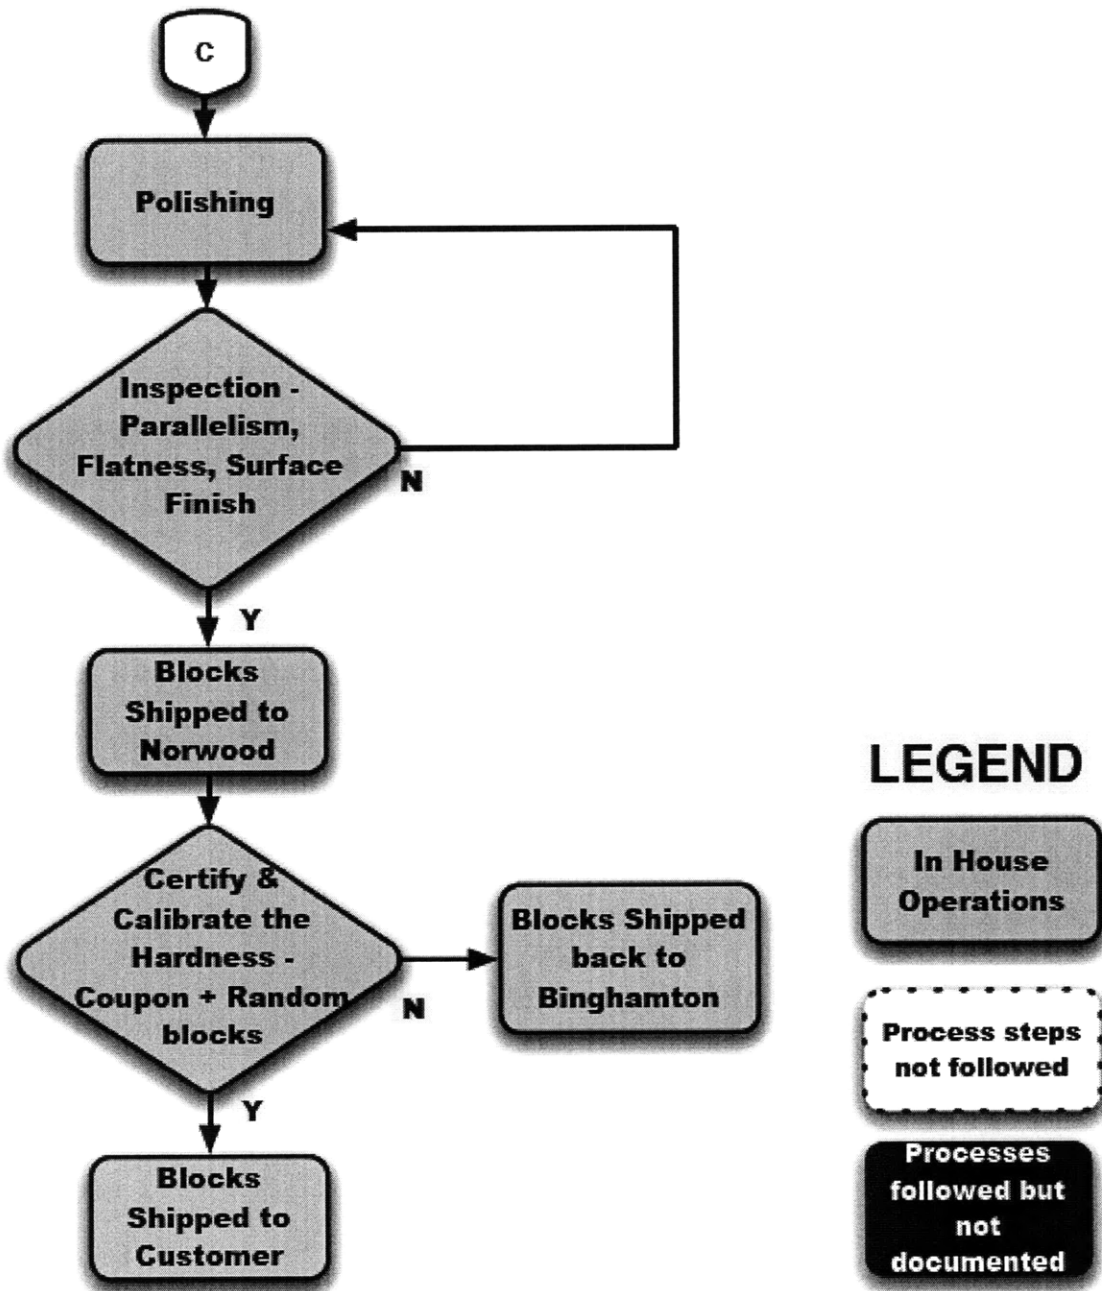 C
Polishing
Inspection -
Parallelism,
Flatness, Surface
Finish
N
Y
Blocks
Shipped to
Norwood
Certify &
Calibrate the
Hardness -
Coupon + Random
blocks
N
Blocks Shipped
back to
Binghamton
Y
Blocks
Shipped to
Customer
LEGEND
In House
Operations
Process steps
not followed
Processes
followed but
not
documented